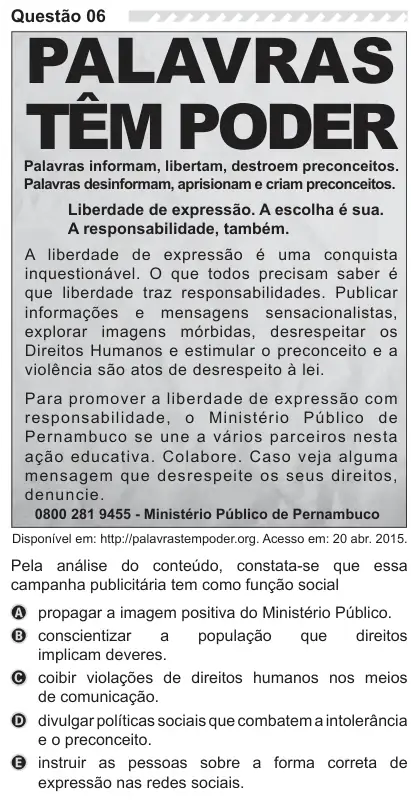 Questão 06
PALAVRAS
TÊM PODER
Palavras informam, libertam, destroem preconceitos.
Palavras desinformam, aprisionam e criam preconceitos.
Liberdade de expressão. A escolha é sua.
A responsabilidade, também.
A liberdade de expressão é uma conquista
inquestionável. O que todos precisam saber é
que liberdade traz responsabilidades. Publicar
informações e mensagens sensacionalistas,
explorar imagens mórbidas, desrespeitar os
Direitos Humanos e estimular o preconceito e a
violência são atos de desrespeito à lei.
Para promover a liberdade de expressão com
responsabilidade, o Ministério Público de
Pernambuco se une a vários parceiros nesta
ação educativa. Colabore. Caso veja alguma
mensagem que desrespeite os seus direitos,
denuncie.
0800 281 9455 - Ministério Público de Pernambuco
Disponível em: http://palavrastempoder.org. Acesso em: 20 abr. 2015.
Pela análise do conteúdo, constata-se que essa
campanha publicitária tem como função social
A propagar a imagem positiva do Ministério Público.
B conscientizar a população que direitos
implicam deveres.
C coibir violações de direitos humanos nos meios
de comunicação.
D divulgar políticas sociais que combatem a intolerância
e o preconceito.
E instruir as pessoas sobre a forma correta de
expressão nas redes sociais.